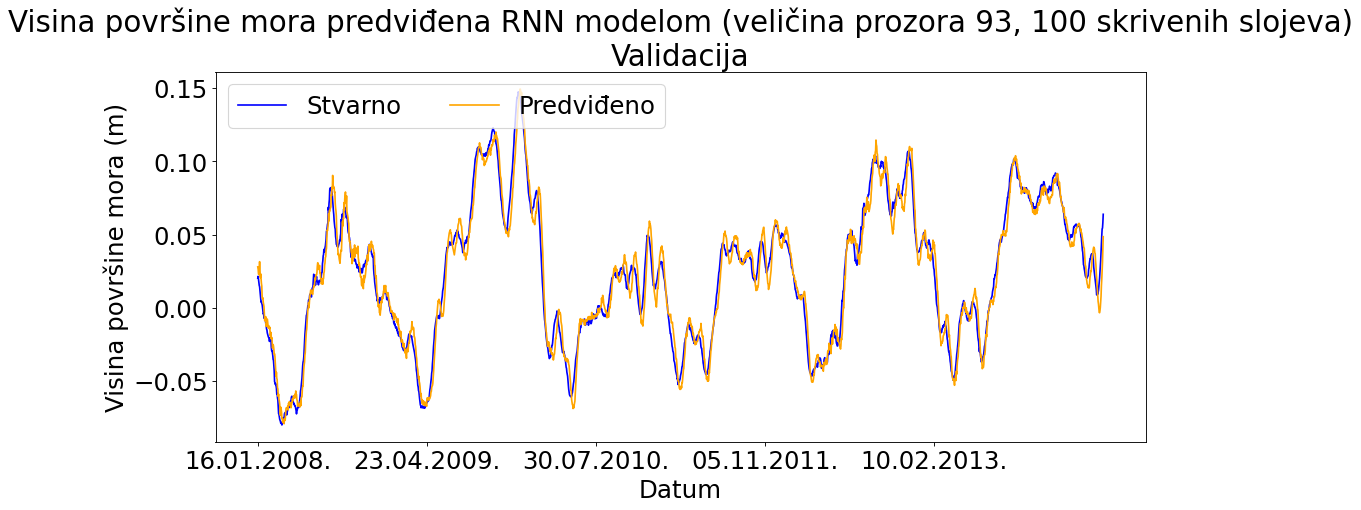 Visina površine mora predviđena RNN modelom (veličina prozora 93, 100 skrivenih slojeva)
Validacija
Stvarno Predviđeno
Visina površine mora (m)
0.15
0.10
0.05
0.00
−0.05
16.01.2008. 23.04.2009. 30.07.2010. 05.11.2011. 10.02.2013.
Datum